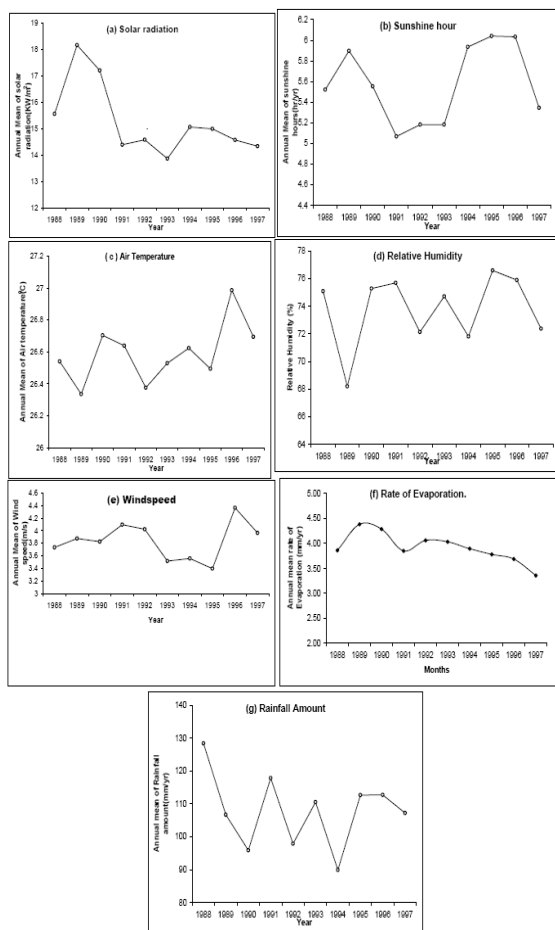 (a) Solar radiation
Annual Mean of solar
radiation(KW/m²)
19
18
17
16
15
14
13
12
1988 1989 1990 1991 1992 1993 1994 1995 1996 1997
Year
(b) Sunshine hour
Annual Mean of sunshine
hours(hr/yr)
6.2
6
5.8
5.6
5.4
5.2
5
4.8
4.6
4.4
1988 1989 1990 1991 1992 1993 1994 1995 1996 1997
Year
( c ) Air Temperature
Annual Mean of Air temperature(°C)
27.2
27
26.8
26.6
26.4
26.2
26
1988 1989 1990 1991 1992 1993 1994 1995 1996 1997
Year
(d) Relative Humidity
Relative Humidity (%)
78
76
74
72
70
68
66
64
1988 1989 1990 1991 1992 1993 1994 1995 1996 1997
Year
(e) Windspeed
Annual Mean of Wind
speed(m/s)
4.6
4.4
4.2
4
3.8
3.6
3.4
3.2
3
1988 1989 1990 1991 1992 1993 1994 1995 1996 1997
Year
(f) Rate of Evaporation.
Annual mean rate of
Evaporation (mm/yr)
5.00
4.50
4.00
3.50
3.00
2.50
2.00
1988 1989 1990 1991 1992 1993 1994 1995 1996 1997
Months
(g) Rainfall Amount
Annual mean of Rainfall
amount(mm/yr)
140
130
120
110
100
90
80
1988 1989 1990 1991 1992 1993 1994 1995 1996 1997
Year